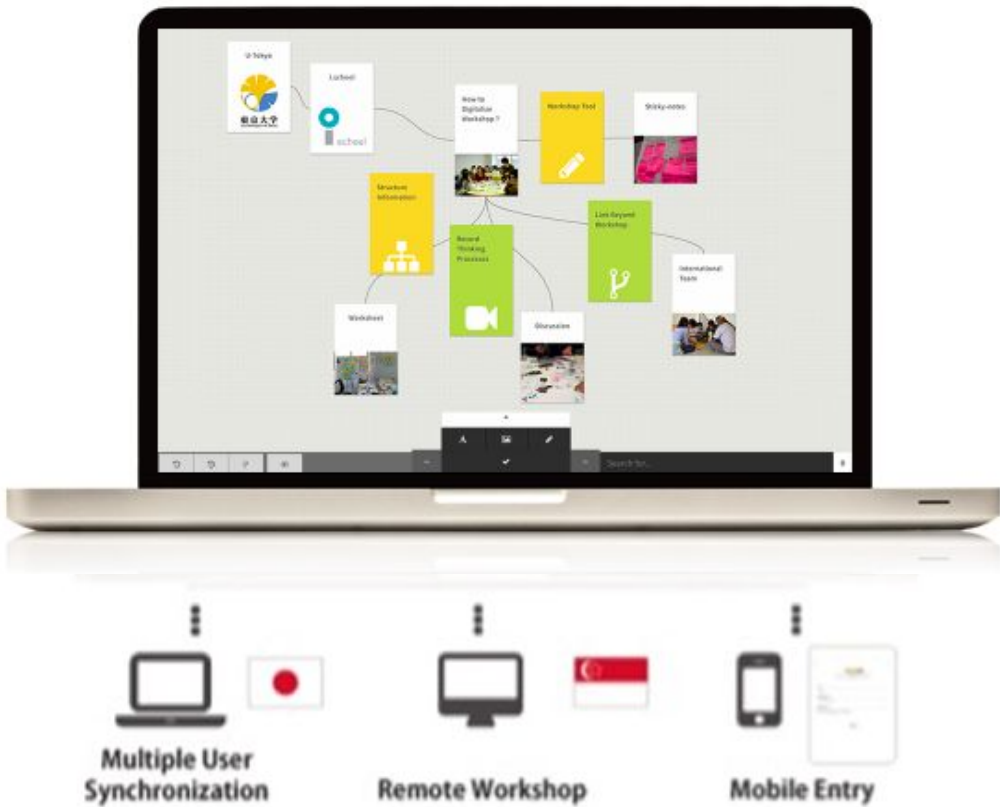 U-Tokyo
東京大学
i.school
i school
How to
Digitalize
Workshop ?
Workshop Tool
Sticky-notes
Structure
Information
Record
Thinking
Processes
Link Beyond
Workshop
International
Team
Worksheet
Discussion
A
Search for...
Multiple User
Synchronization
Remote Workshop
Mobile Entry